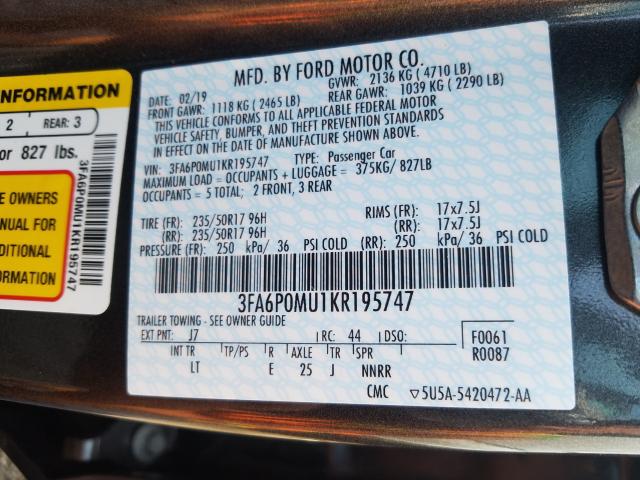 INFORMATION
2 REAR: 3
or 827 lbs.
E OWNERS
ANUAL FOR
DDITIONAL
FORMATION
3FA6P0MU1KR195747
MFD. BY FORD MOTOR CO.
DATE: 02/19 GVWR: 2136 KG (4710 LB)
FRONT GAWR: 1118 KG (2465 LB) REAR GAWR: 1039 KG (2290 LB)
THIS VEHICLE CONFORMS TO ALL APPLICABLE FEDERAL MOTOR
VEHICLE SAFETY, BUMPER, AND THEFT PREVENTION STANDARDS
IN EFFECT ON THE DATE OF MANUFACTURE SHOWN ABOVE.
VIN: 3FA6P0MU1KR195747 TYPE: Passenger Car
MAXIMUM LOAD = OCCUPANTS + LUGGAGE = 375KG/ 827LB
OCCUPANTS = 5 TOTAL; 2 FRONT, 3 REAR
TIRE (FR): 235/50R17 96H RIMS (FR): 17x7.5J
(RR): 235/50R17 96H (RR): 17x7.5J
PRESSURE (FR): 250 kPa/ 36 PSI COLD (RR): 250 kPa/ 36 PSI COLD
3FA6P0MU1KR195747
TRAILER TOWING - SEE OWNER GUIDE
EXT PNT: J7 RC: 44 DSO: F0061
R0087
INT TR TP/PS R AXLE TR SPR
LT E 25 J NNRR
CMC ▽5U5A-5420472-AA